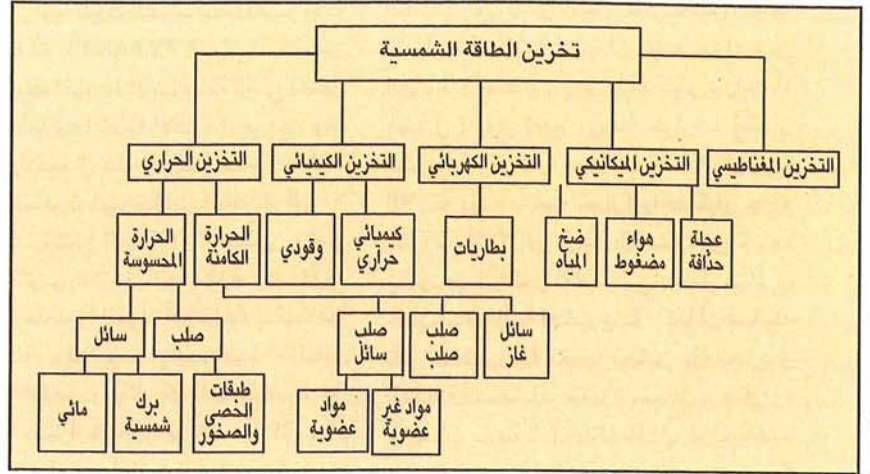 تخزين الطاقة الشمسية
التخزين المغناطيسي
التخزين الميكانيكي
التخزين الكهربائي
التخزين الكيميائي
التخزين الحراري
عجلة
حذافة
هواء
مضغوط
ضخ
المياه
بطاريات
كيميائي
حراري
وقودي
الحرارة
الكامنة
الحرارة
المحسوسة
سائل
غاز
صلب
صلب
صلب
سائل
صلب
سائل
مواد غير
عضوية
مواد
عضوية
طبقات
الحصى
والصخور
برك
شمسية
مائي